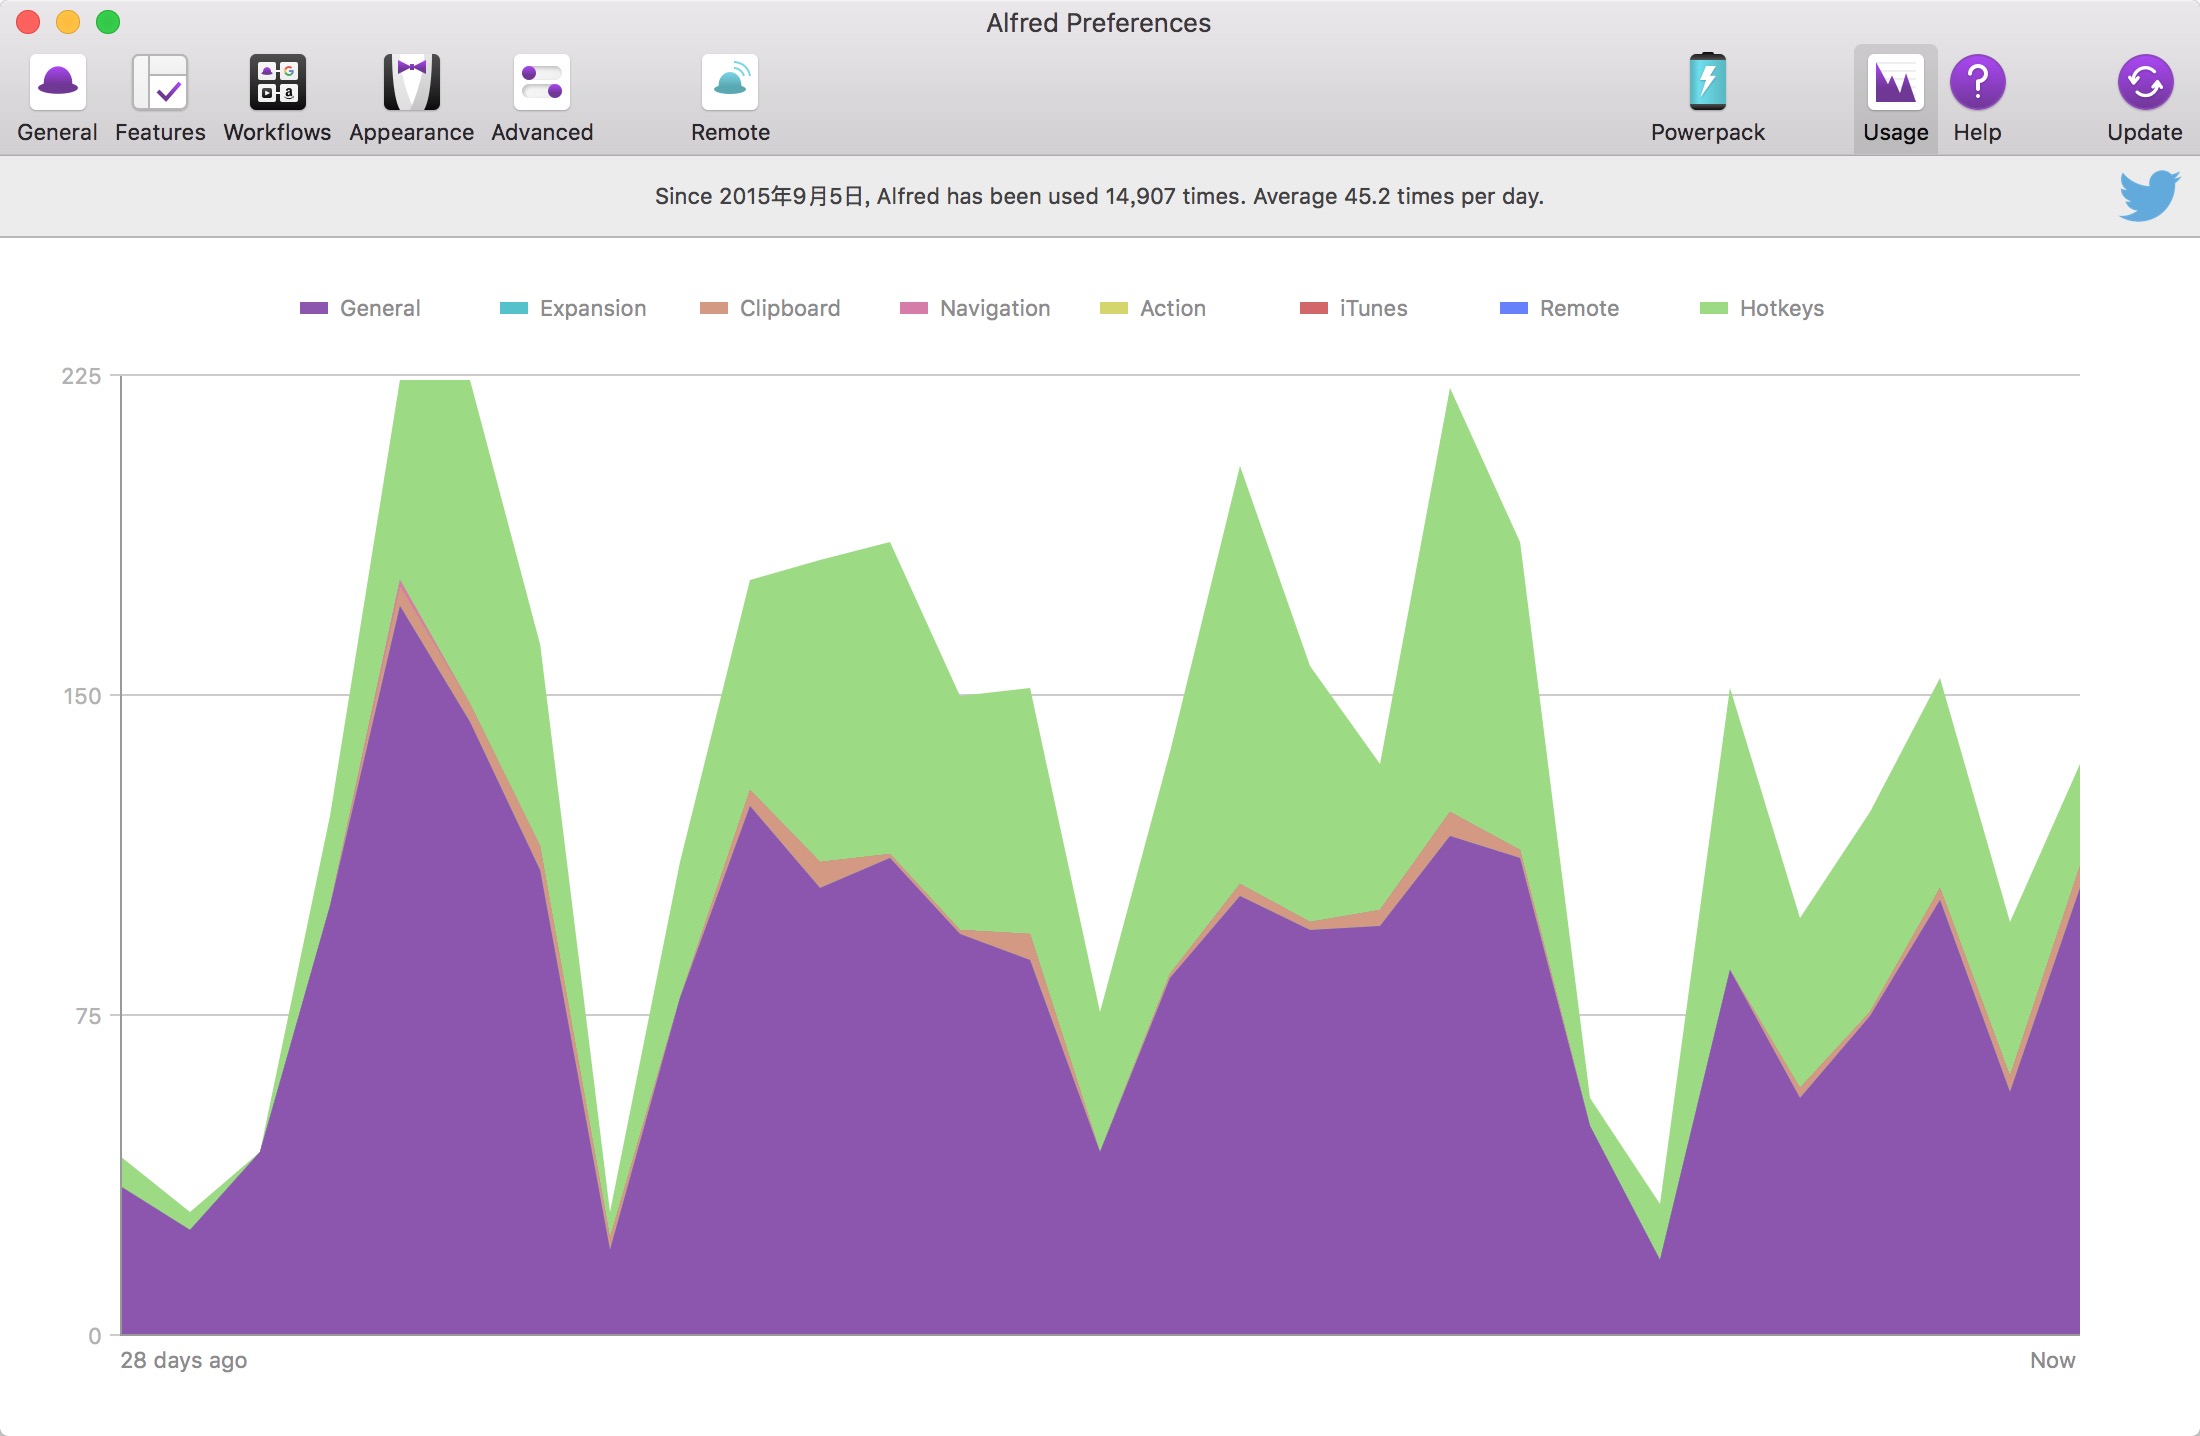 Alfred Preferences
General Features Workflows Appearance Advanced Remote Powerpack Usage Help Update
Since 2015年9月5日, Alfred has been used 14,907 times. Average 45.2 times per day.
General Expansion Clipboard Navigation Action iTunes Remote Hotkeys
225
150
75
0
28 days ago Now